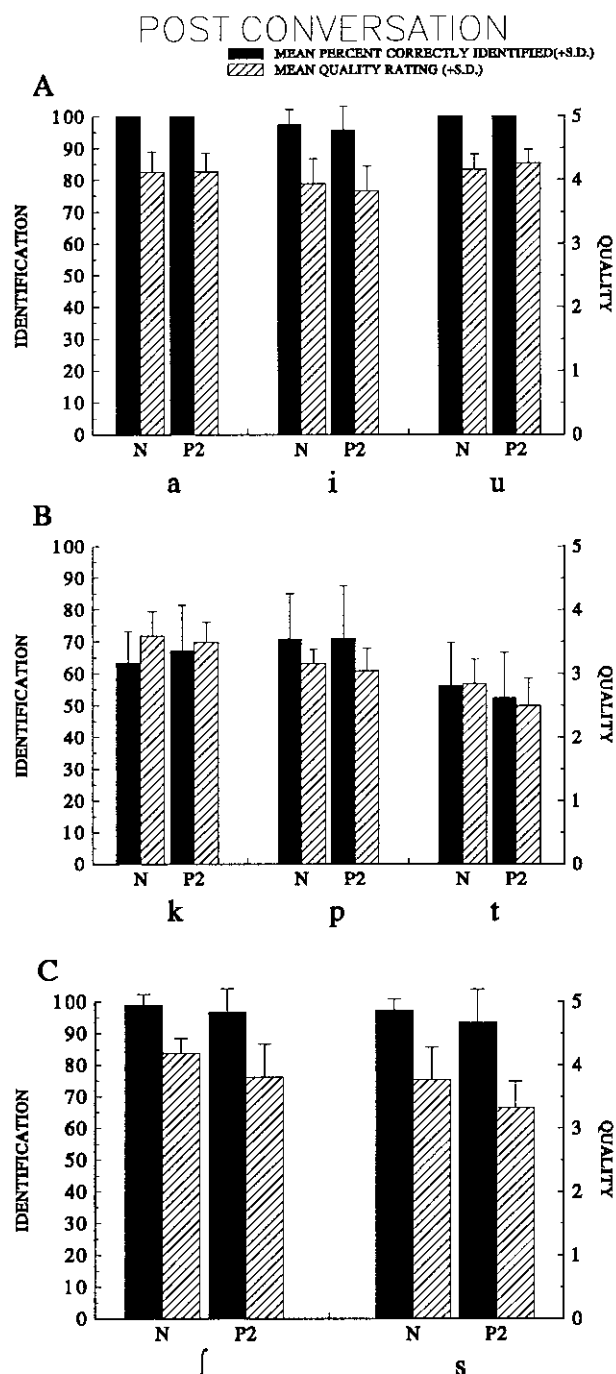 POST CONVERSATION
MEAN PERCENT CORRECTLY IDENTIFIED(+S.D.)
MEAN QUALITY RATING (+S.D.)
A
100
90
80
70
60
50
40
30
20
10
0
IDENTIFICATION
5
4
3
2
1
0
QUALITY
N P2 N P2 N P2
a i u
B
100
90
80
70
60
50
40
30
20
10
0
IDENTIFICATION
5
4
3
2
1
0
QUALITY
N P2 N P2 N P2
k p t
C
100
90
80
70
60
50
40
30
20
10
0
IDENTIFICATION
5
4
3
2
1
0
QUALITY
N P2 N P2
ʃ s